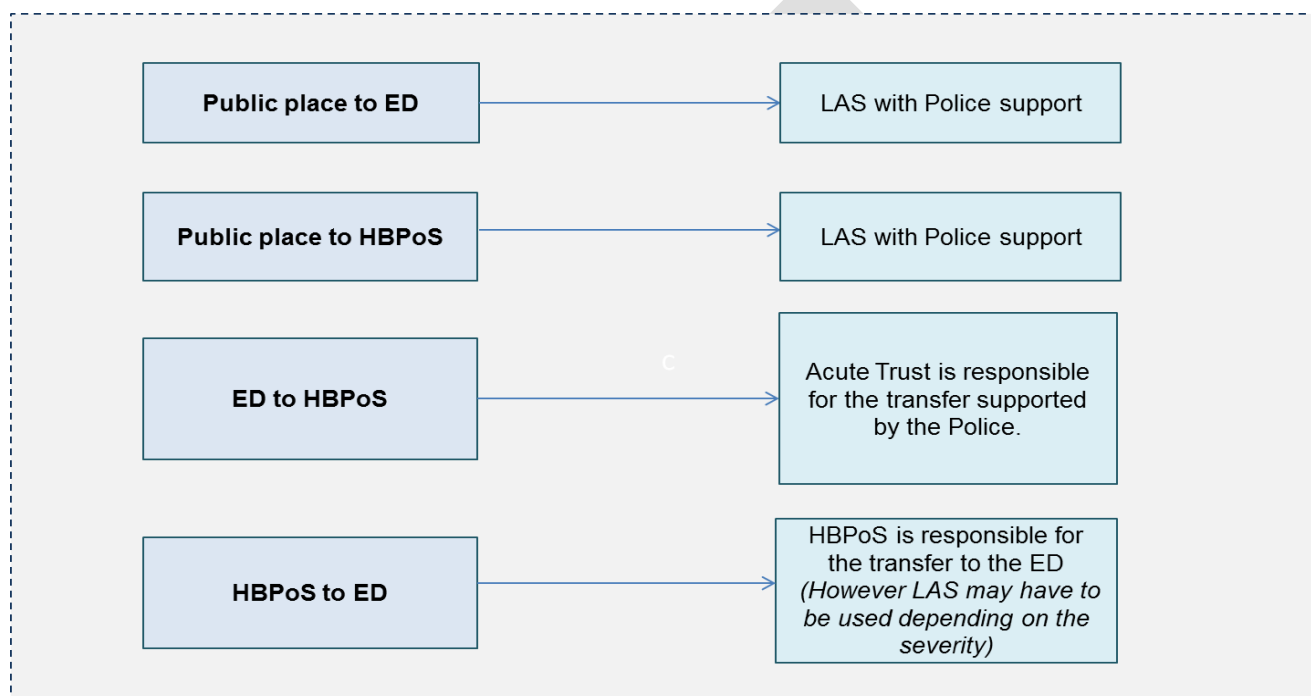 Public place to ED
LAS with Police support
Public place to HBPoS
LAS with Police support
ED to HBPoS
c
Acute Trust is responsible
for the transfer supported
by the Police.
HBPoS to ED
HBPoS is responsible for
the transfer to the ED
(However LAS may have to
be used depending on the
severity)